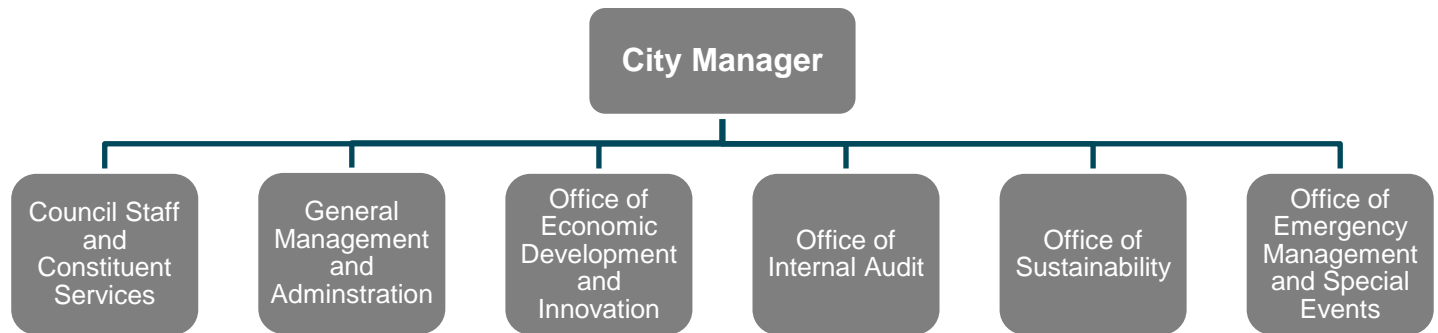 City Manager
Council Staff
and
Constituent
Services
General
Management
and
Adminstration
Office of
Economic
Development
and
Innovation
Office of
Internal Audit
Office of
Sustainability
Office of
Emergency
Management
and Special
Events